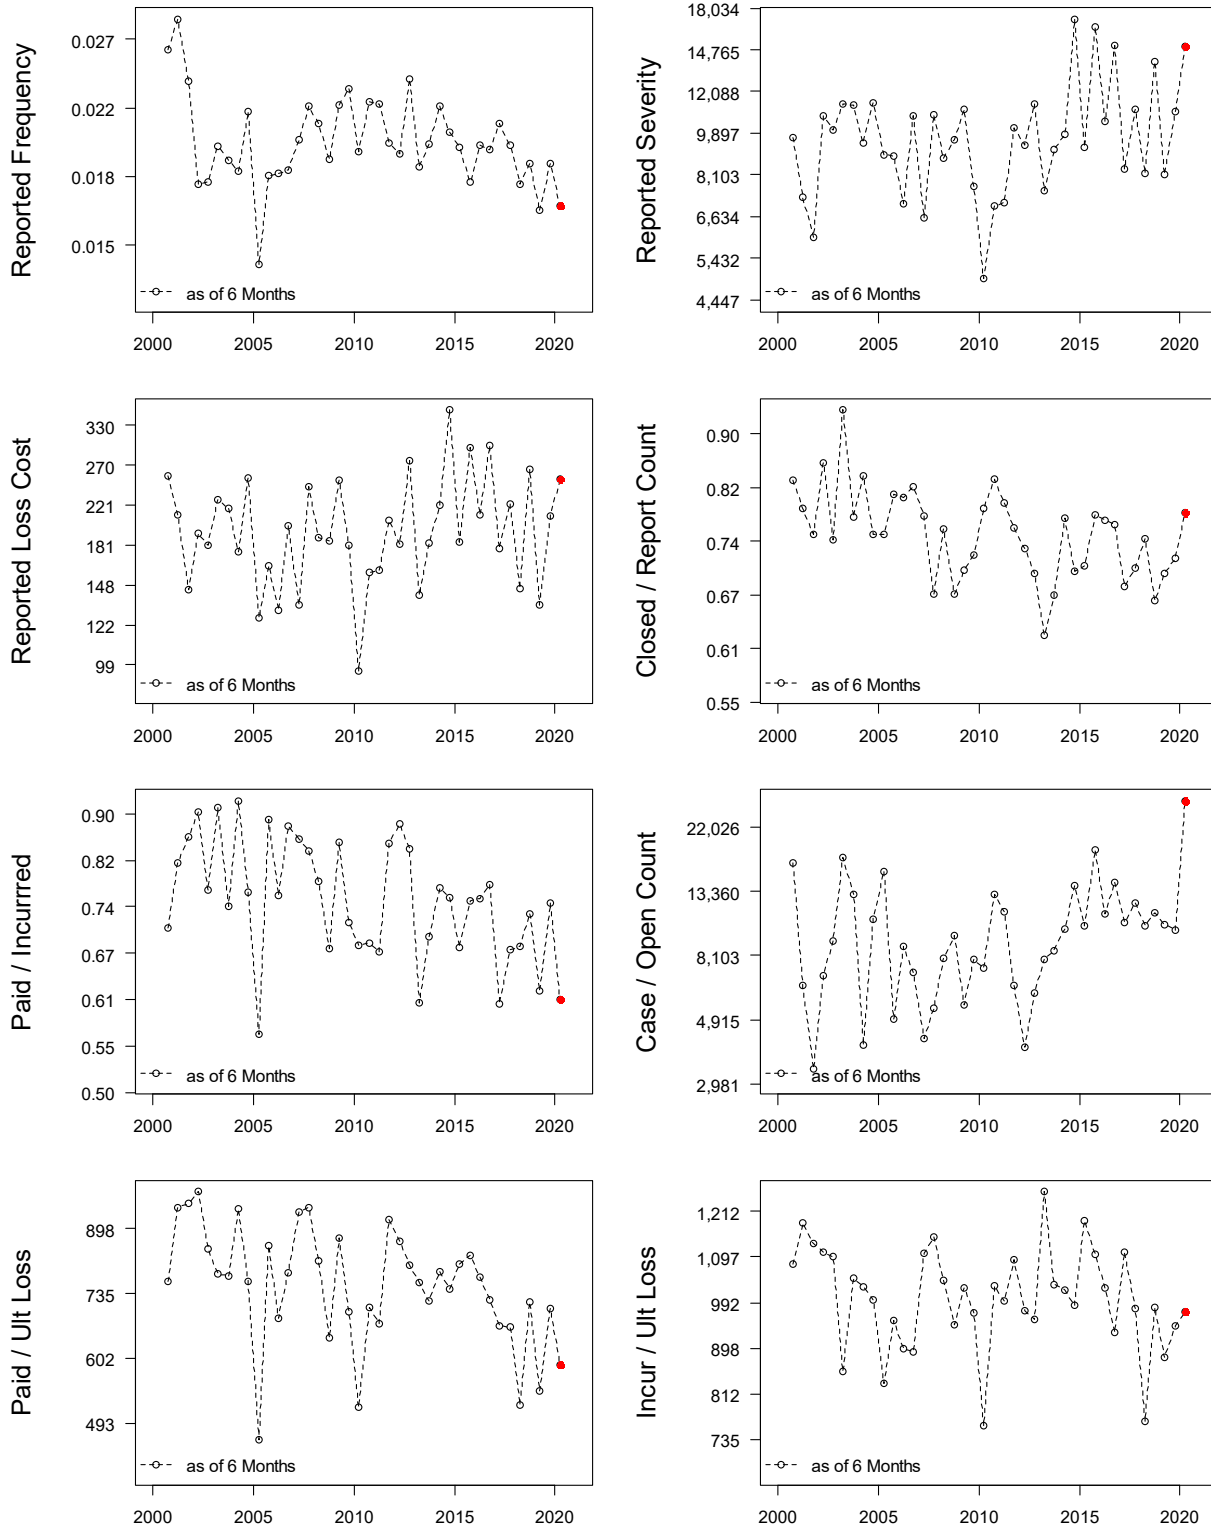 Reported Frequency
0.027
0.022
0.018
0.015
as of 6 Months
2000 2005 2010 2015 2020
Reported Severity
18,034
14,765
12,088
9,897
8,103
6,634
5,432
4,447
as of 6 Months
2000 2005 2010 2015 2020
Reported Loss Cost
330
270
221
181
148
122
99
as of 6 Months
2000 2005 2010 2015 2020
Closed / Report Count
0.90
0.82
0.74
0.67
0.61
0.55
as of 6 Months
2000 2005 2010 2015 2020
Paid / Incurrred
0.90
0.82
0.74
0.67
0.61
0.55
0.50
as of 6 Months
2000 2005 2010 2015 2020
Case / Open Count
22,026
13,360
8,103
4,915
2,981
as of 6 Months
2000 2005 2010 2015 2020
Paid / Ult Loss
898
735
602
493
as of 6 Months
2000 2005 2010 2015 2020
Incur / Ult Loss
1,212
1,097
992
898
812
735
as of 6 Months
2000 2005 2010 2015 2020